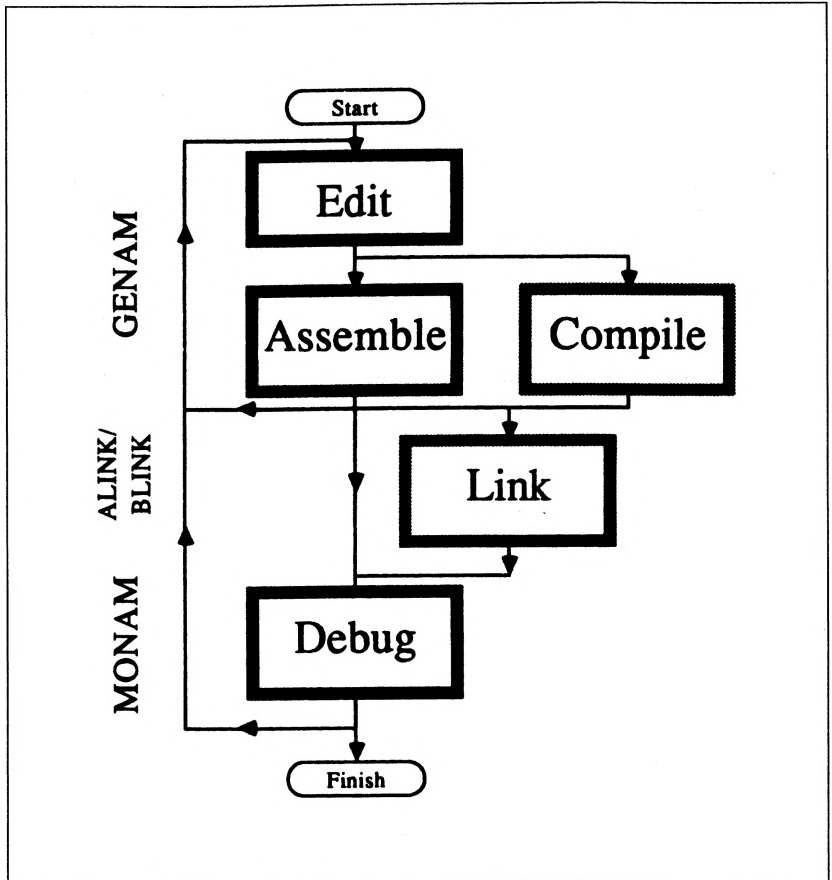 Start
Edit
GENAM
Assemble
Compile
ALINK/
BLINK
Link
MONAM
Debug
Finish